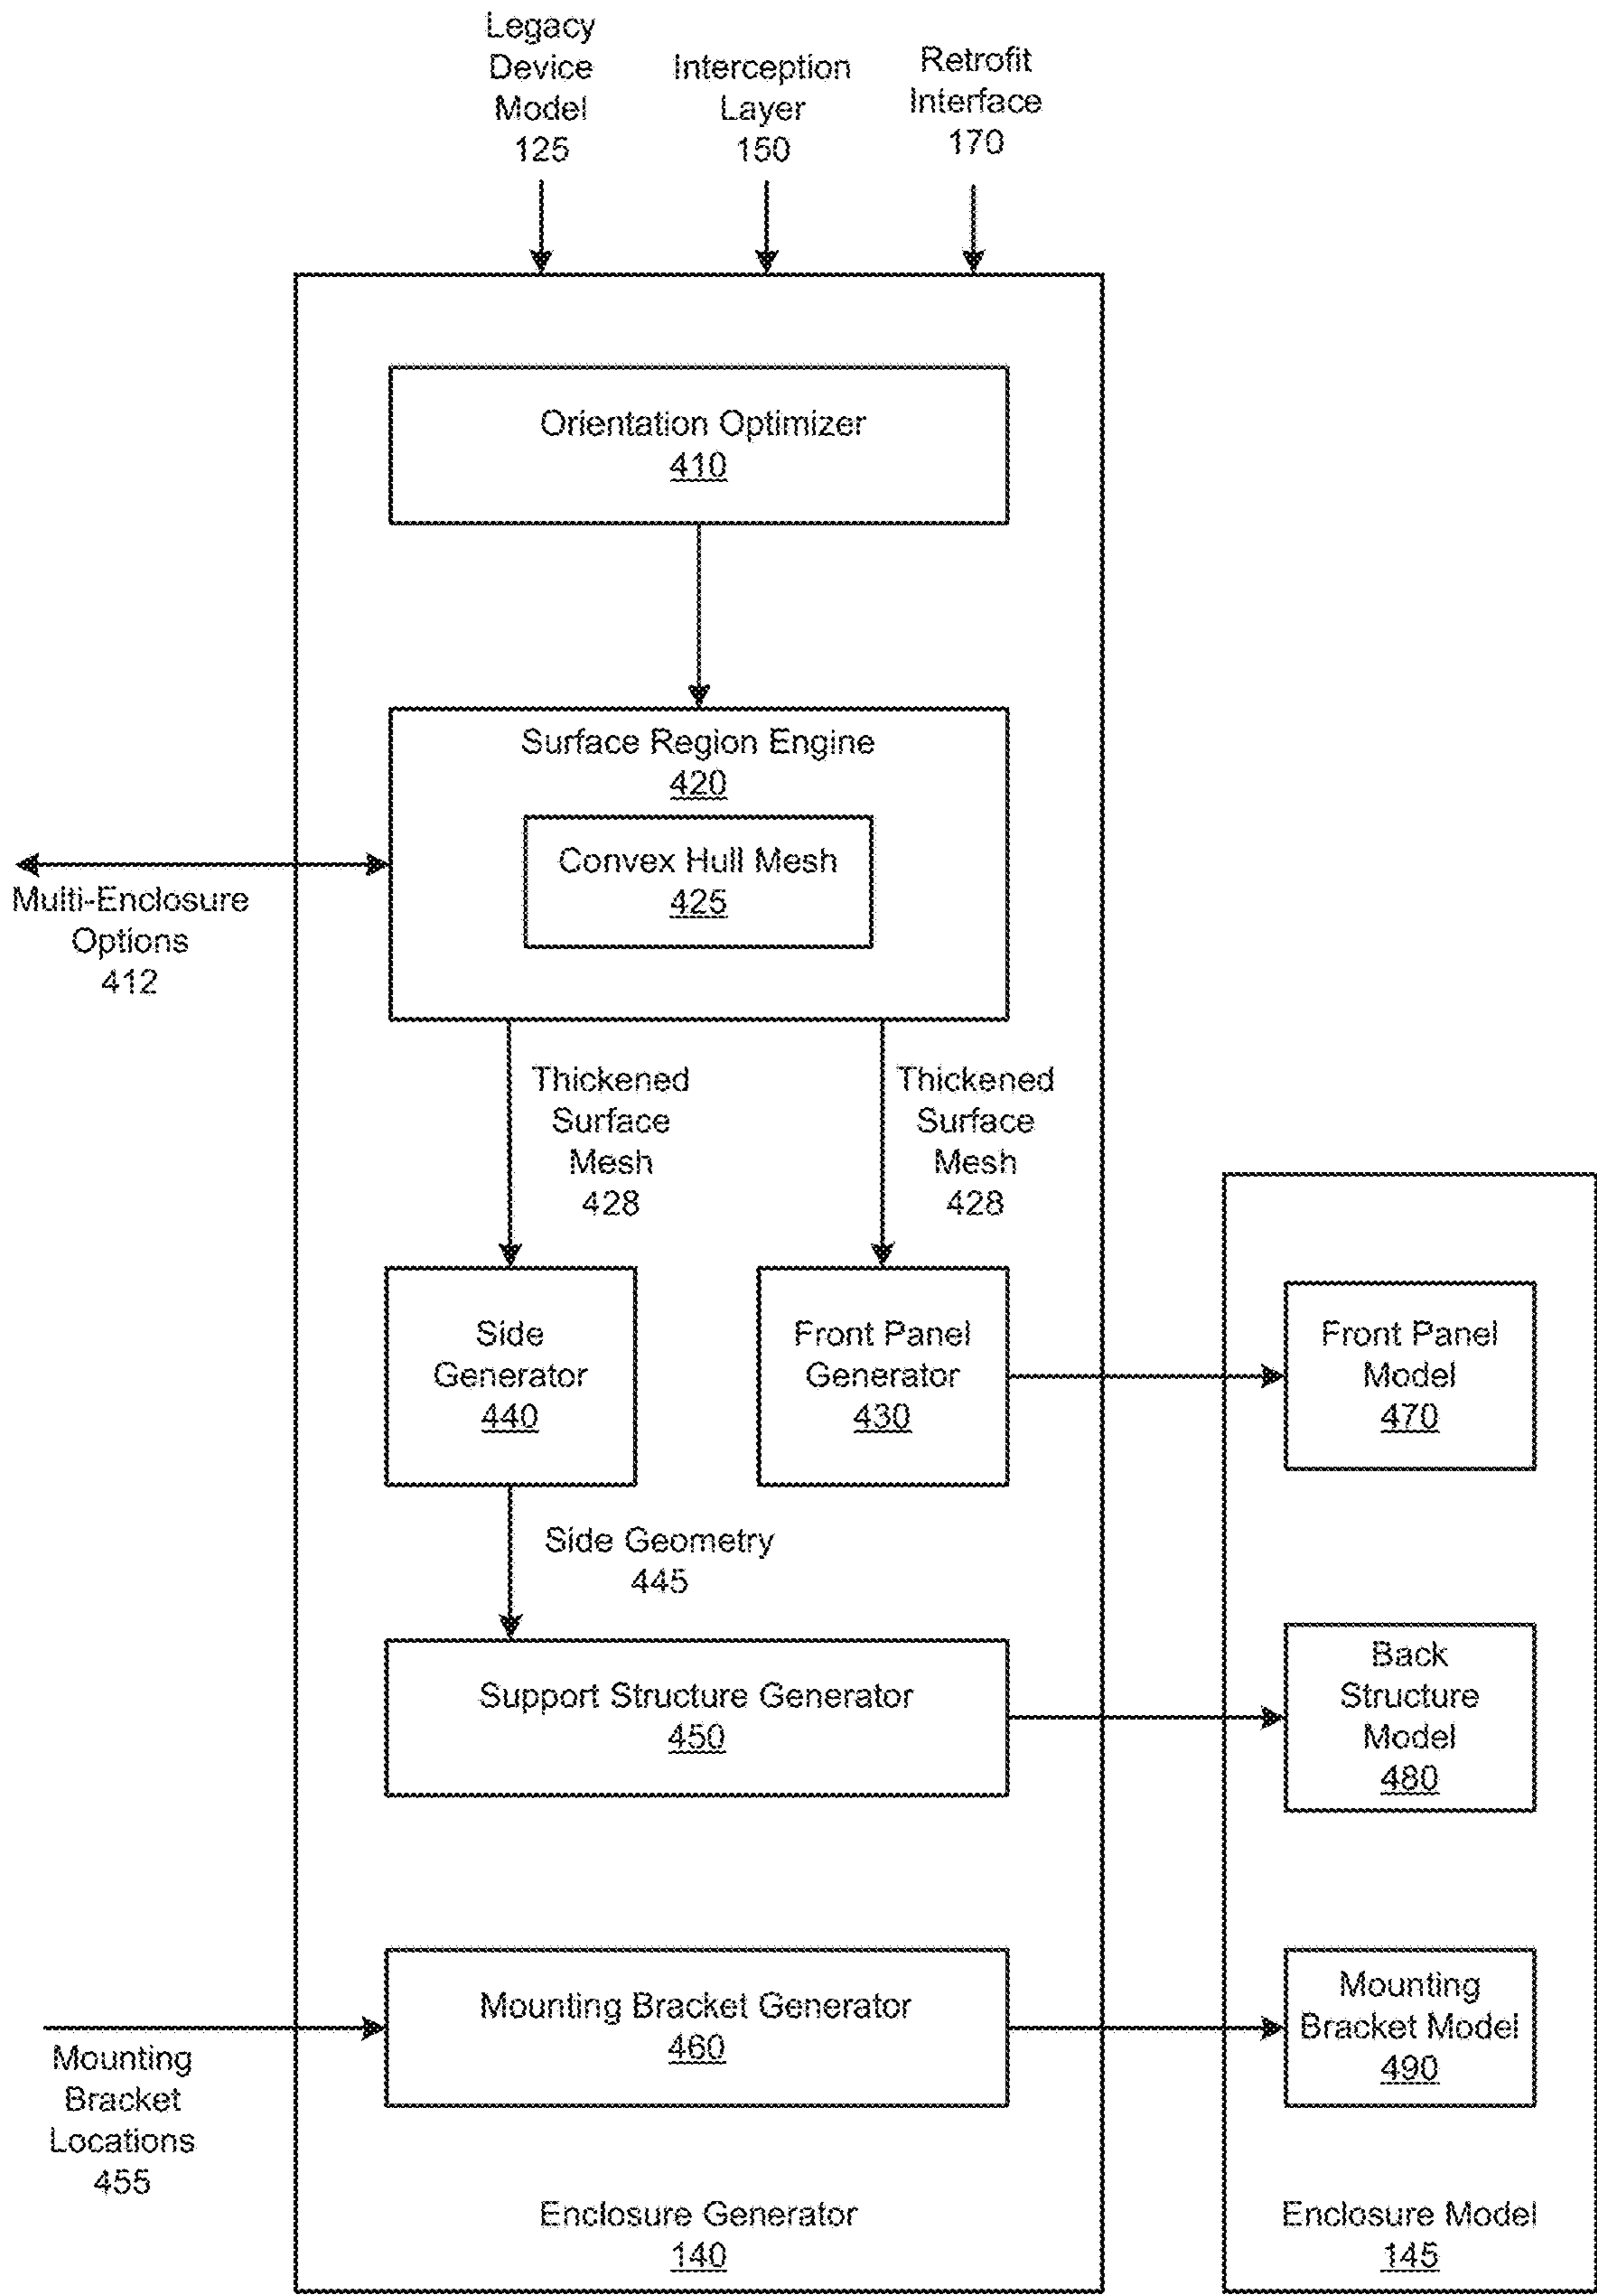 Legacy
Device
Model
125
Interception
Layer
150
Retrofit
Interface
170
Orientation Optimizer
410
Surface Region Engine
420
Convex Hull Mesh
425
Multi-Enclosure
Options
412
Thickened
Surface
Mesh
428
Thickened
Surface
Mesh
428
Side
Generator
440
Front Panel
Generator
430
Front Panel
Model
470
Side Geometry
445
Support Structure Generator
450
Back
Structure
Model
480
Mounting Bracket Generator
460
Mounting
Bracket Model
490
Mounting
Bracket
Locations
455
Enclosure Generator
140
Enclosure Model
145